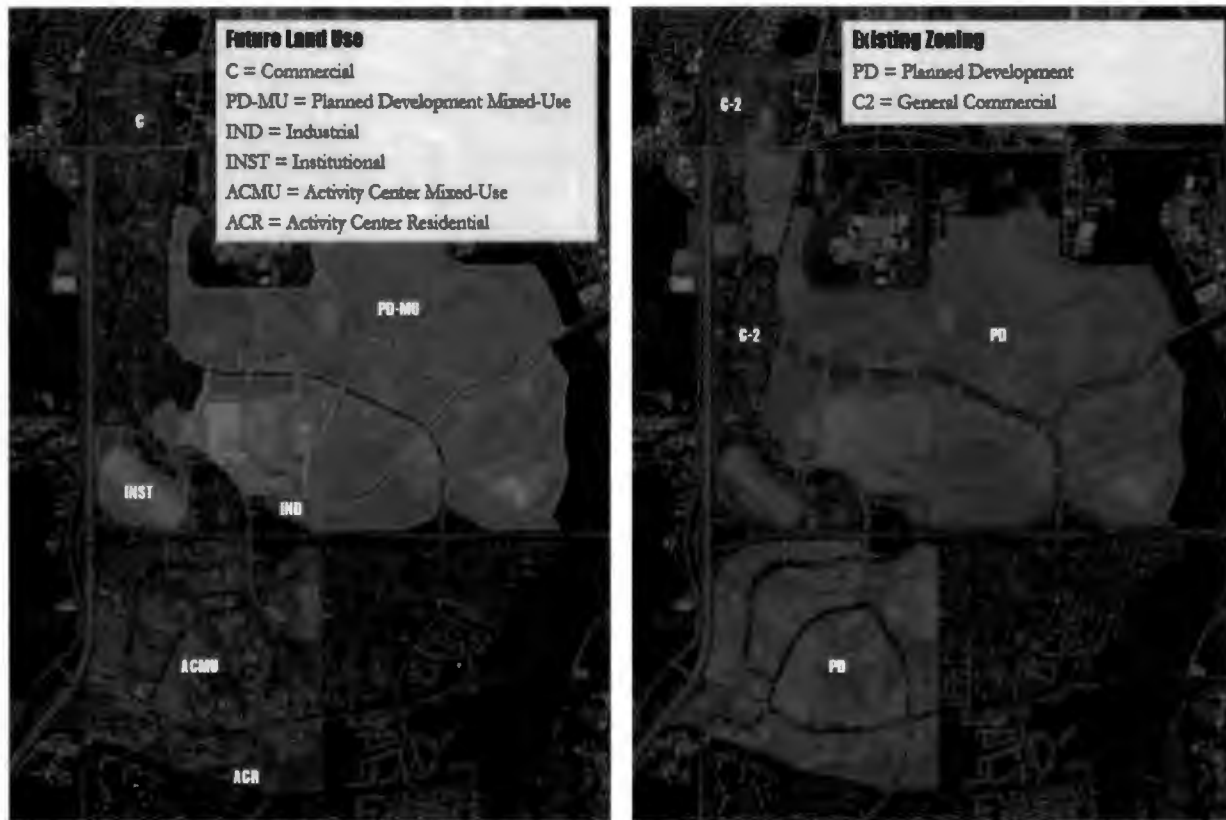 Future Land Use
C = Commercial
PD-MU = Planned Development Mixed-Use
IND = Industrial
INST = Institutional
ACMU = Activity Center Mixed-Use
ACR = Activity Center Residential
C
PD-MU
INST
IND
ACMU
ACR
Existing Zoning
PD = Planned Development
C2 = General Commercial
C-2
C-2
PD
PD